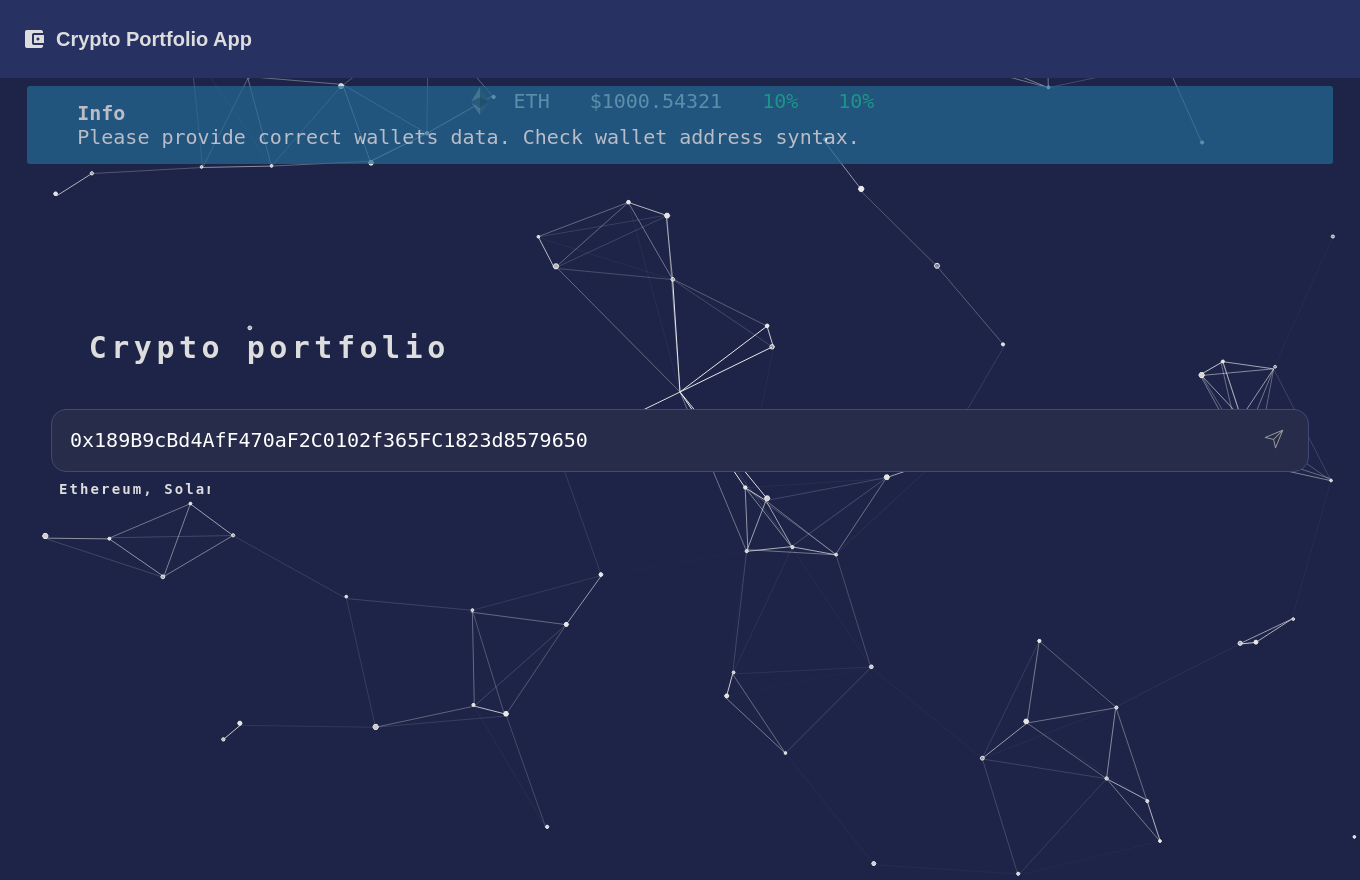 Crypto Portfolio App
ETH $1000.54321 10% 10%
Info
Please provide correct wallets data. Check wallet address syntax.
Crypto portfolio
0x189B9cBd4AfF470aF2C0102f365FC1823d8579650
Ethereum, Solar